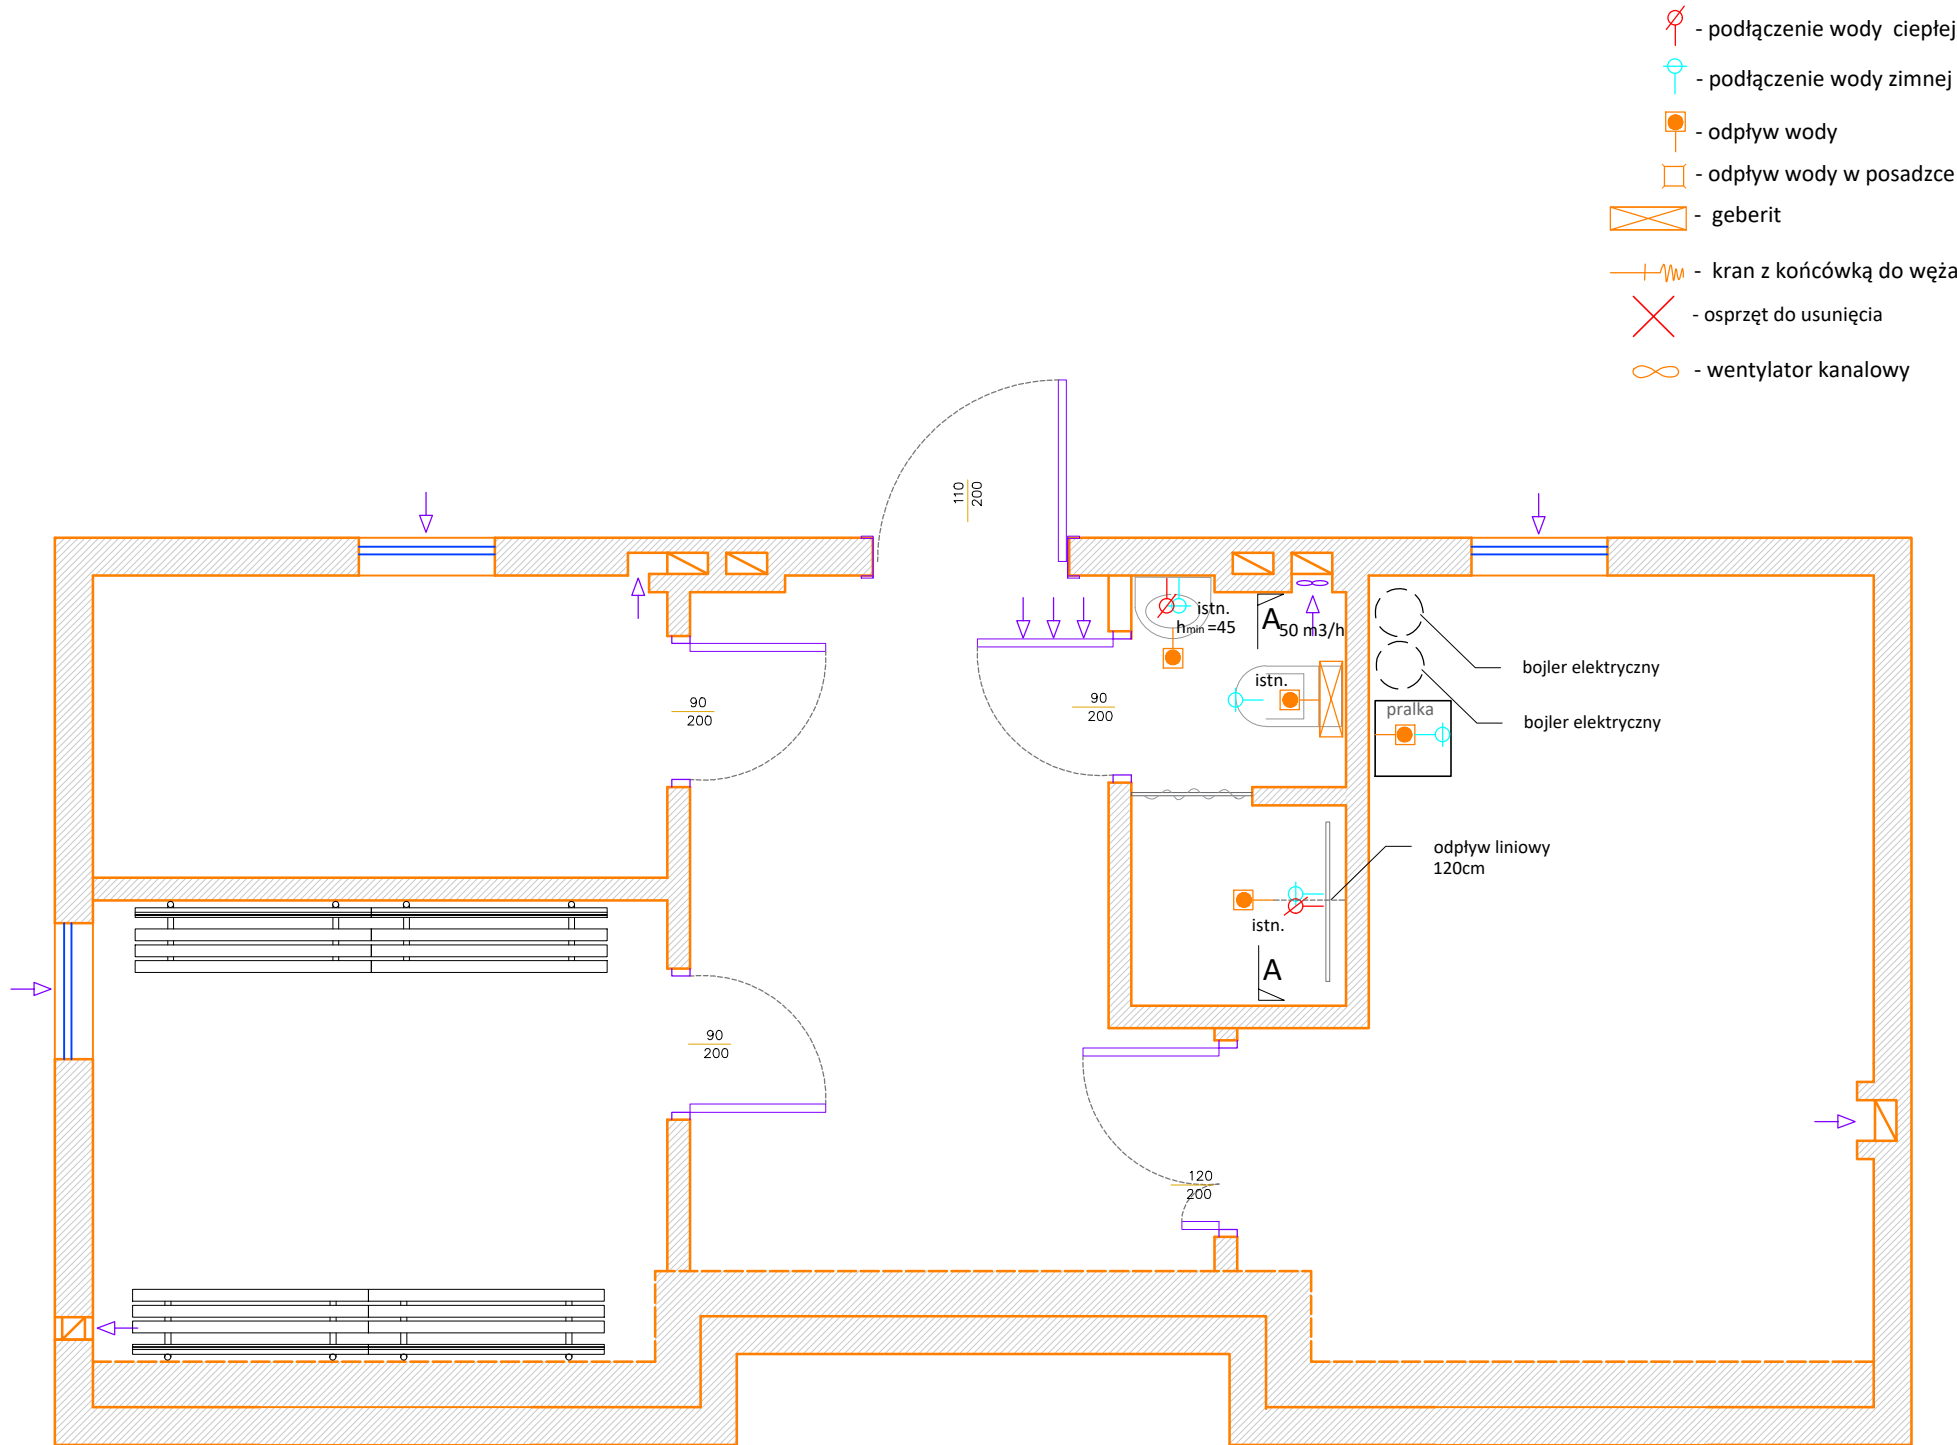 - podłączenie wody  ciepłej
- podłączenie wody zimnej
- odpływ wody
- odpływ wody w posadzce
-  geberit
-  kran z końcówką do węża
- osprzęt do usunięcia
- wentylator kanalowy
110
200
istn.
hmin =45
A
50 m3/h
istn.
bojler elektryczny
bojler elektryczny
pralka
90
200
90
200
odpływ liniowy
120cm
istn.
A
90
200
120
200